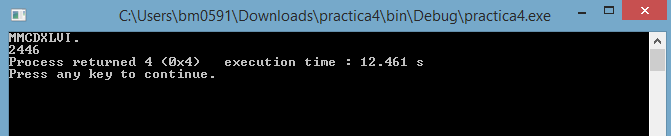 C:\Users\bm0591\Downloads\practica4\bin\Debug\practica4.exe
MMCDXLVI.
2446
Process returned 4 (0x4)   execution time : 12.461 s
Press any key to continue.